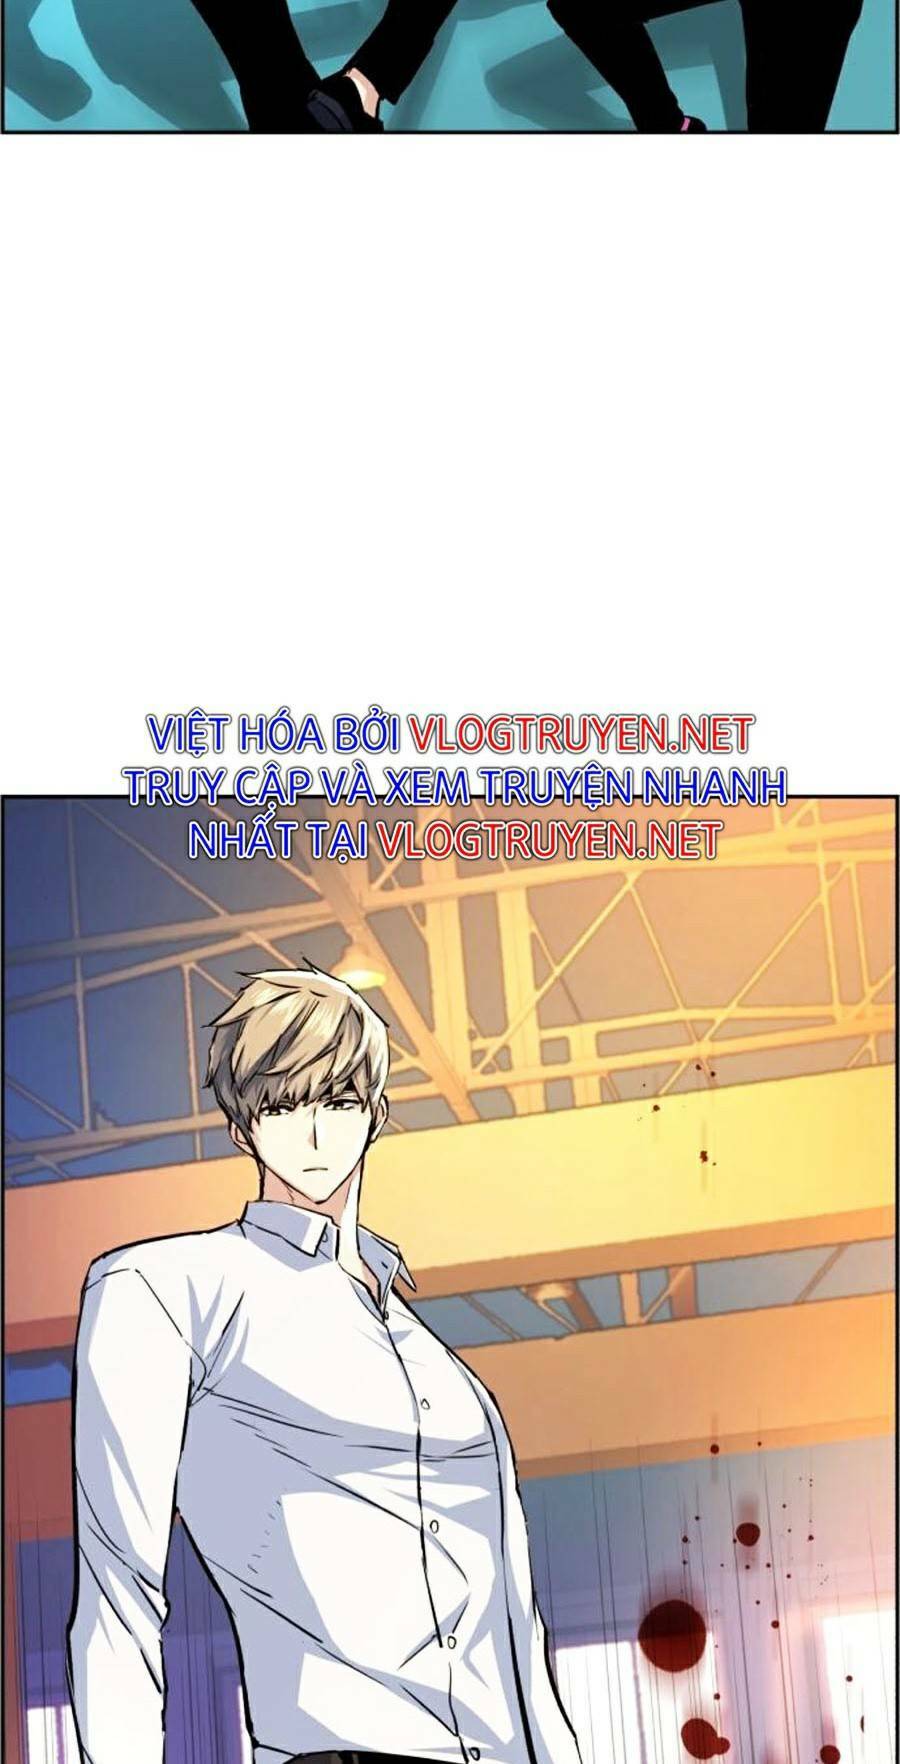 VIỆT HÓA BỞI VLOGTRUYEN.NET
TRUY CẬP VÀ XEM TRUYỆN NHANH
NHẤT TẠI VLOGTRUYEN.NET